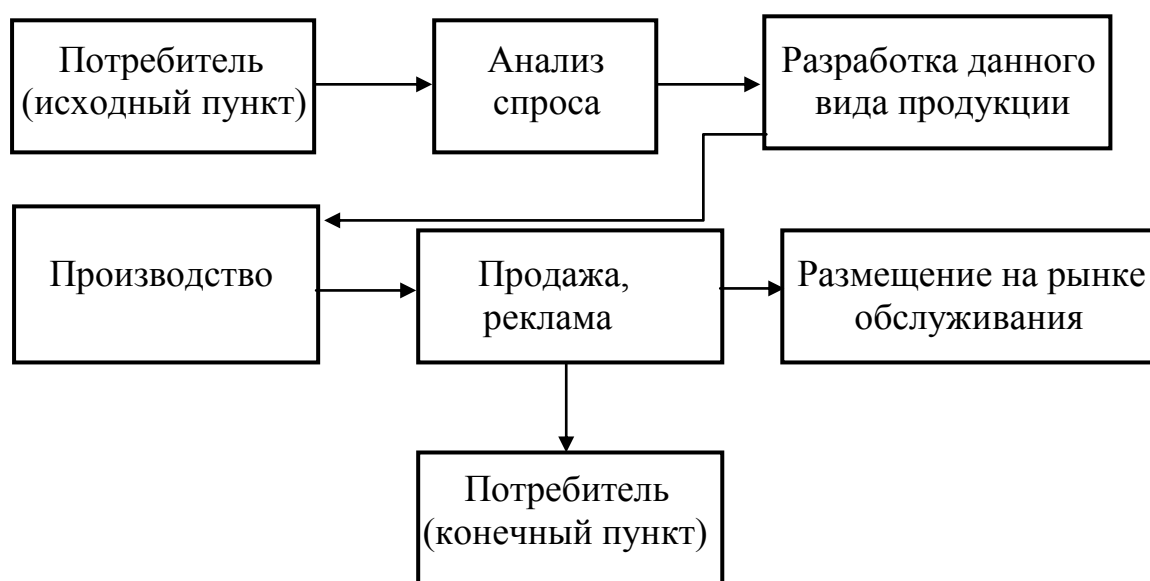 Потребитель
(исходный пункт)
Анализ
спроса
Разработка данного
вида продукции
Производство
Продажа,
реклама
Размещение на рынке
обслуживания
Потребитель
(конечный пункт)